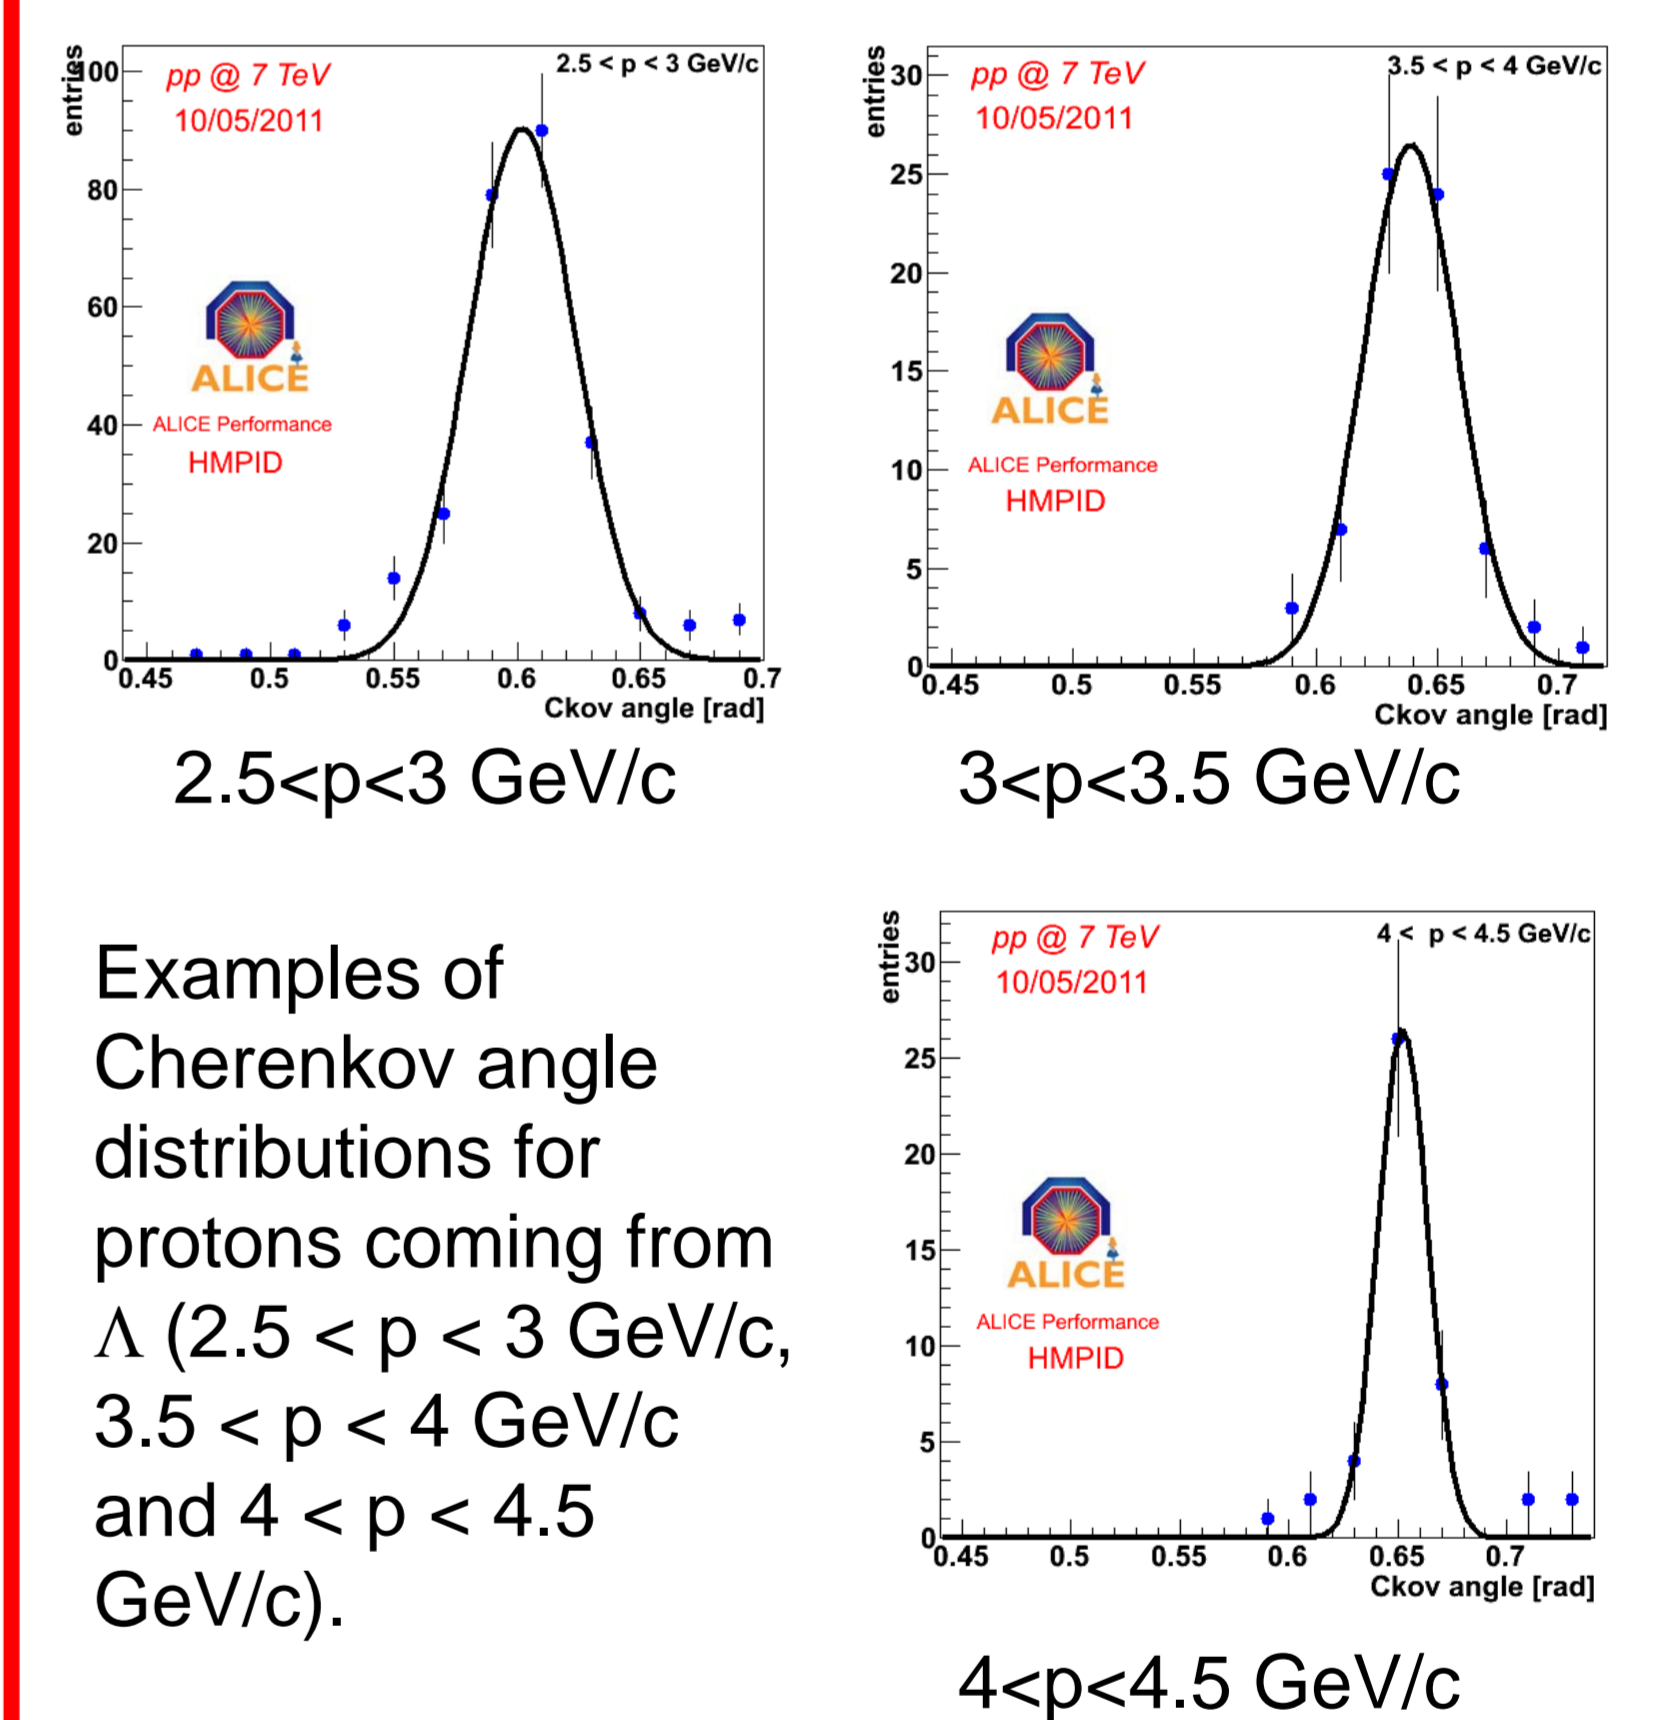 entries
100
80
60
40
20
0
pp @ 7 TeV
10/05/2011
2.5 < p < 3 GeV/c
ALICE
ALICE Performance
HMPID
0.45 0.5 0.55 0.6 0.65 0.7
Ckov angle [rad]
2.5<p<3 GeV/c
entries
30
25
20
15
10
5
0
pp @ 7 TeV
10/05/2011
3.5 < p < 4 GeV/c
ALICE
ALICE Performance
HMPID
0.45 0.5 0.55 0.6 0.65 0.7
Ckov angle [rad]
3<p<3.5 GeV/c
Examples of
Cherenkov angle
distributions for
protons coming from
Λ (2.5 < p < 3 GeV/c,
3.5 < p < 4 GeV/c
and 4 < p < 4.5
GeV/c).
entries
30
25
20
15
10
5
0
pp @ 7 TeV
10/05/2011
4 < p < 4.5 GeV/c
ALICE
ALICE Performance
HMPID
0.45 0.5 0.55 0.6 0.65 0.7
Ckov angle [rad]
4<p<4.5 GeV/c